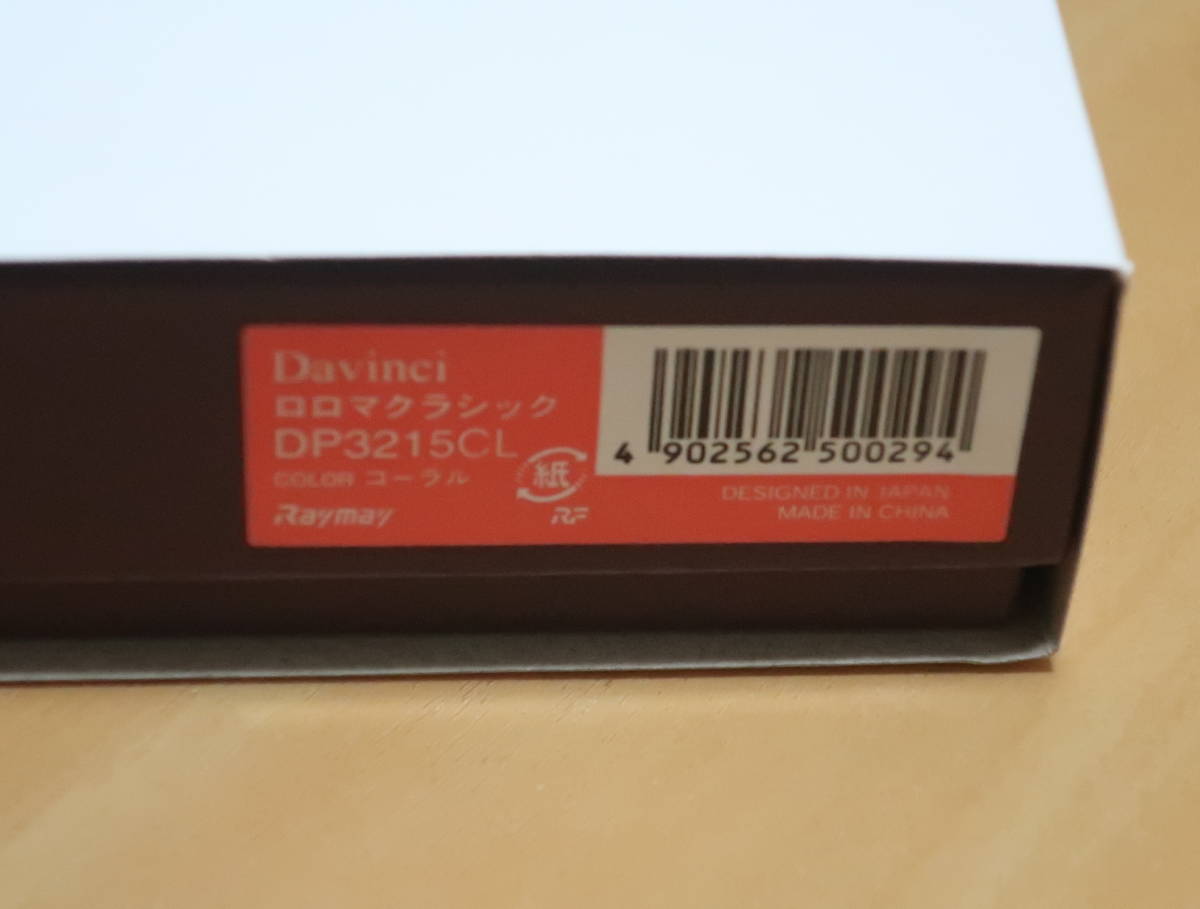 Davinci
ロロマクラシック
DP3215CL
COLOR コーラル
紙
Raymay
RF
4 902562 500294
DESIGNED IN JAPAN
MADE IN CHINA